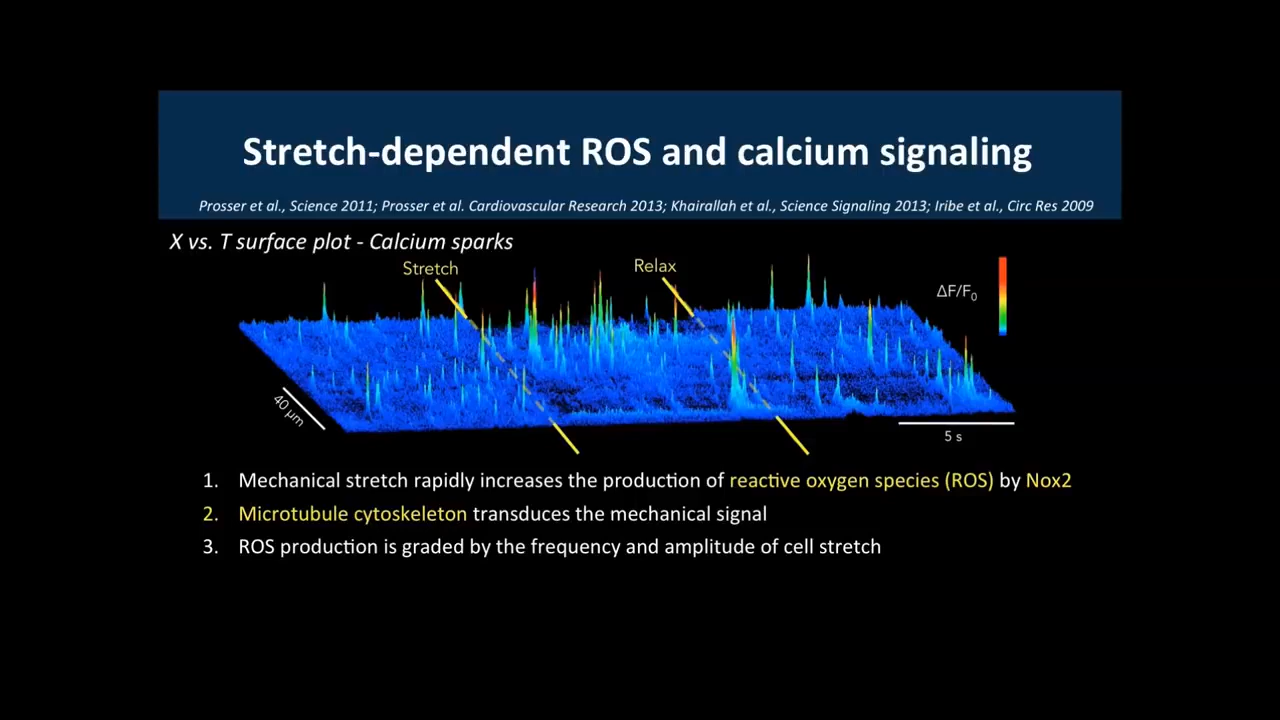 Stretch-dependent ROS and calcium signaling
Prosser et al., Science 2011; Prosser et al. Cardiovascular Research 2013; Khairallah et al., Science Signaling 2013; Iribe et al., Circ Res 2009
X vs. T surface plot - Calcium sparks
Stretch
Relax
ΔF/F₀
40 µm
5 s
1. Mechanical stretch rapidly increases the production of reactive oxygen species (ROS) by Nox2
2. Microtubule cytoskeleton transduces the mechanical signal
3. ROS production is graded by the frequency and amplitude of cell stretch